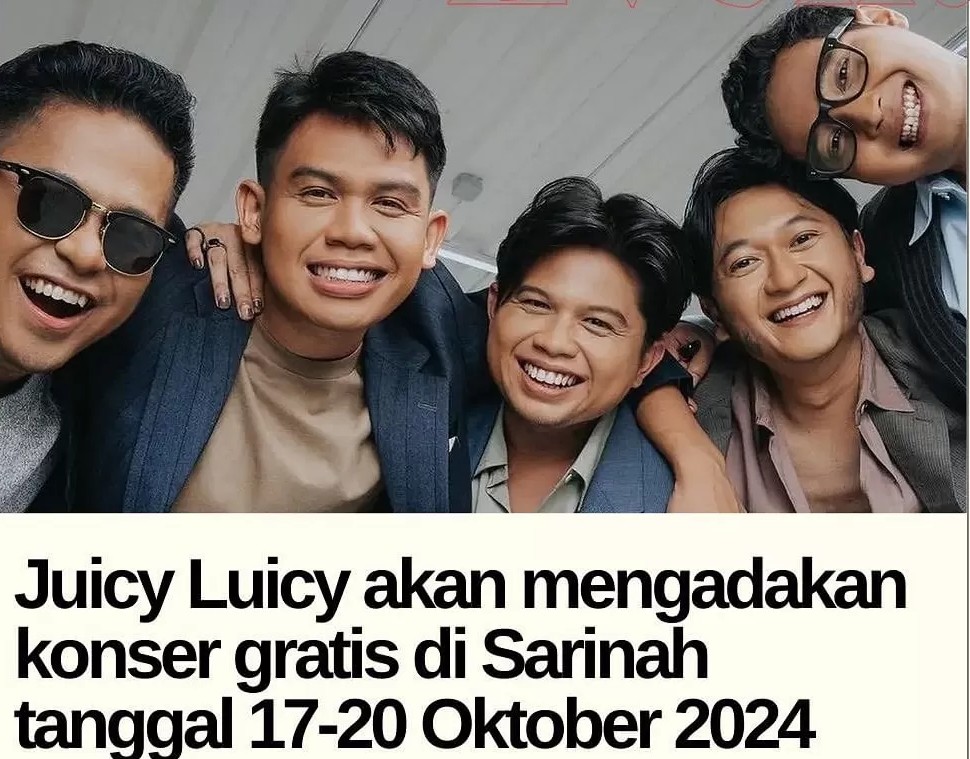 Juicy Luicy akan mengadakan
konser gratis di Sarinah
tanggal 17-20 Oktober 2024